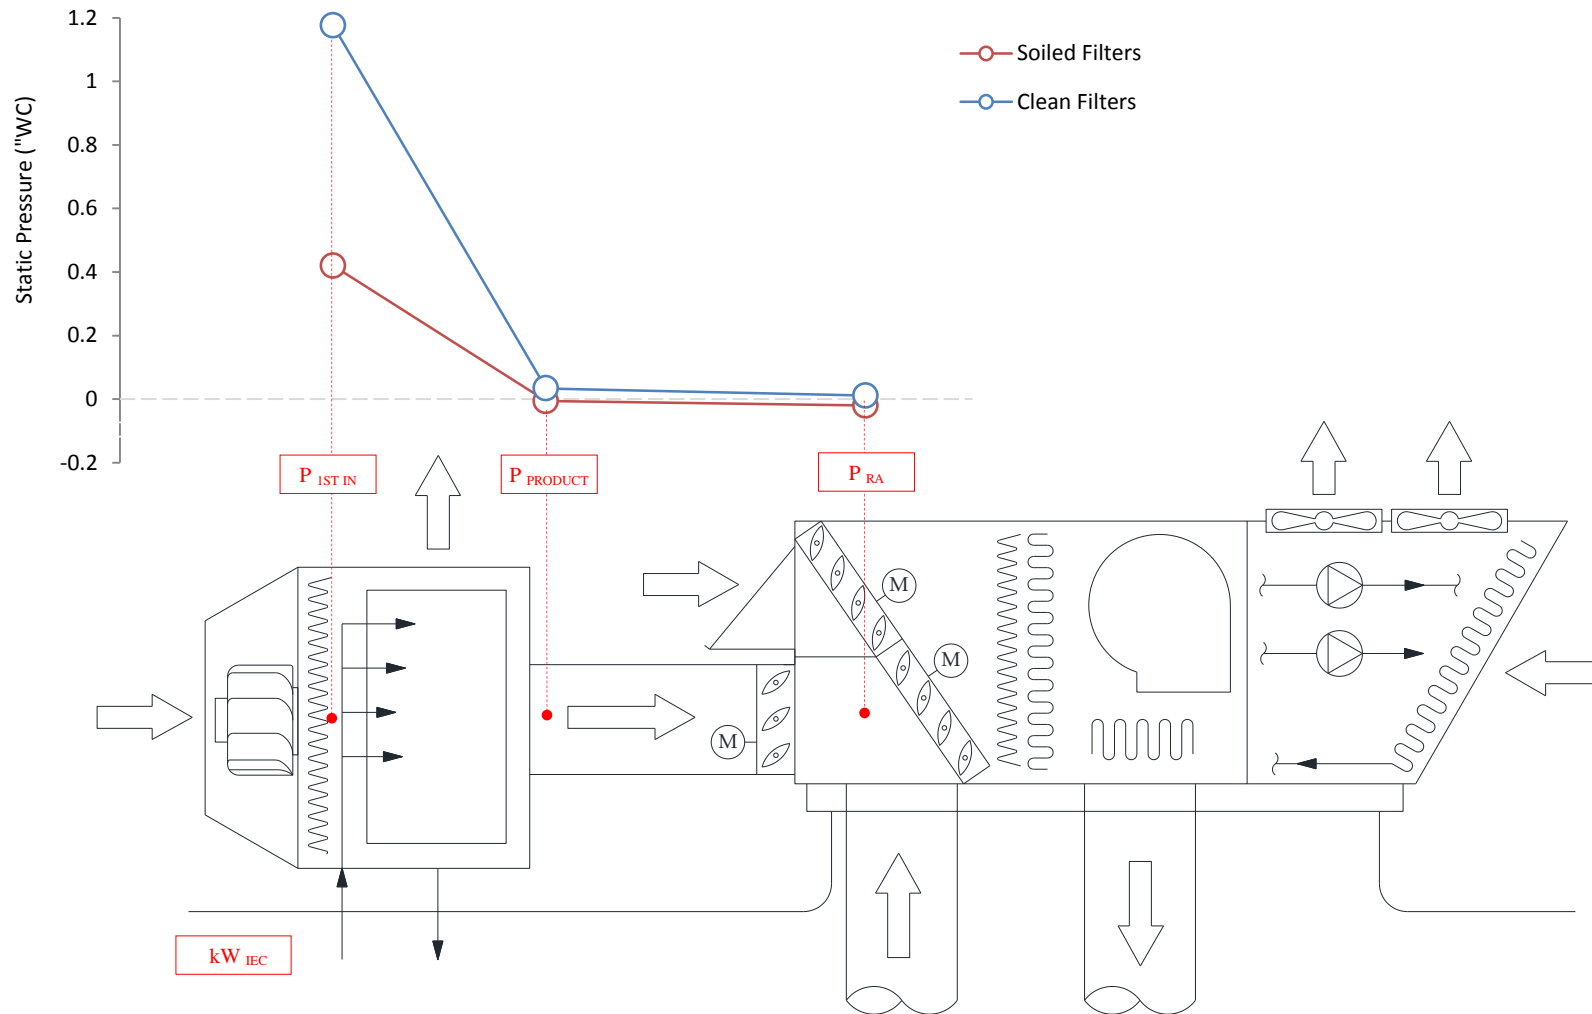 1.2
1
0.8
0.6
0.4
0.2
0
-0.2
Static Pressure ("WC)
Soiled Filters
Clean Filters
P 1ST IN
P PRODUCT
P RA
M
M
M
kW IEC